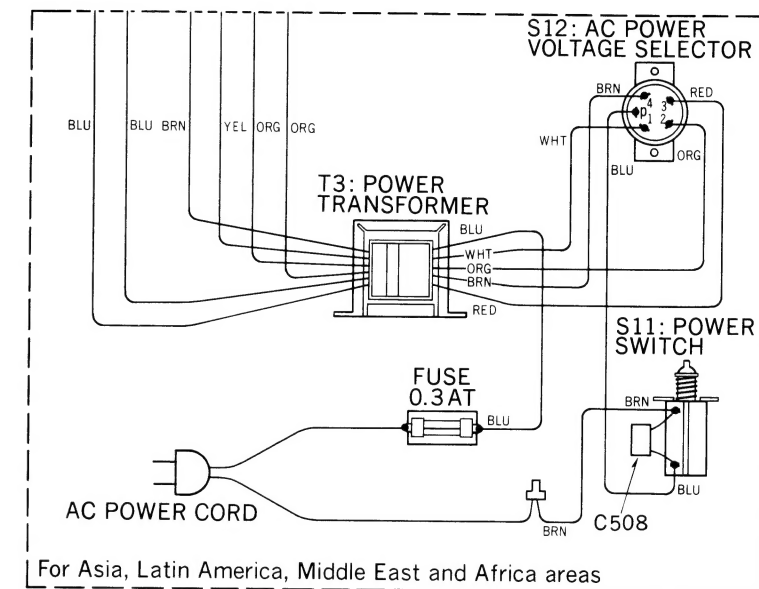 S12: AC POWER
VOLTAGE SELECTOR
BRN
RED
4 3
P
1 2
WHT
ORG
BLU
BLU
BLU
BRN
YEL
ORG
ORG
T3: POWER
TRANSFORMER
BLU
WHT
ORG
BRN
RED
S11: POWER
SWITCH
FUSE
0.3AT
BLU
BRN
AC POWER CORD
BLU
C508
BRN
For Asia, Latin America, Middle East and Africa areas